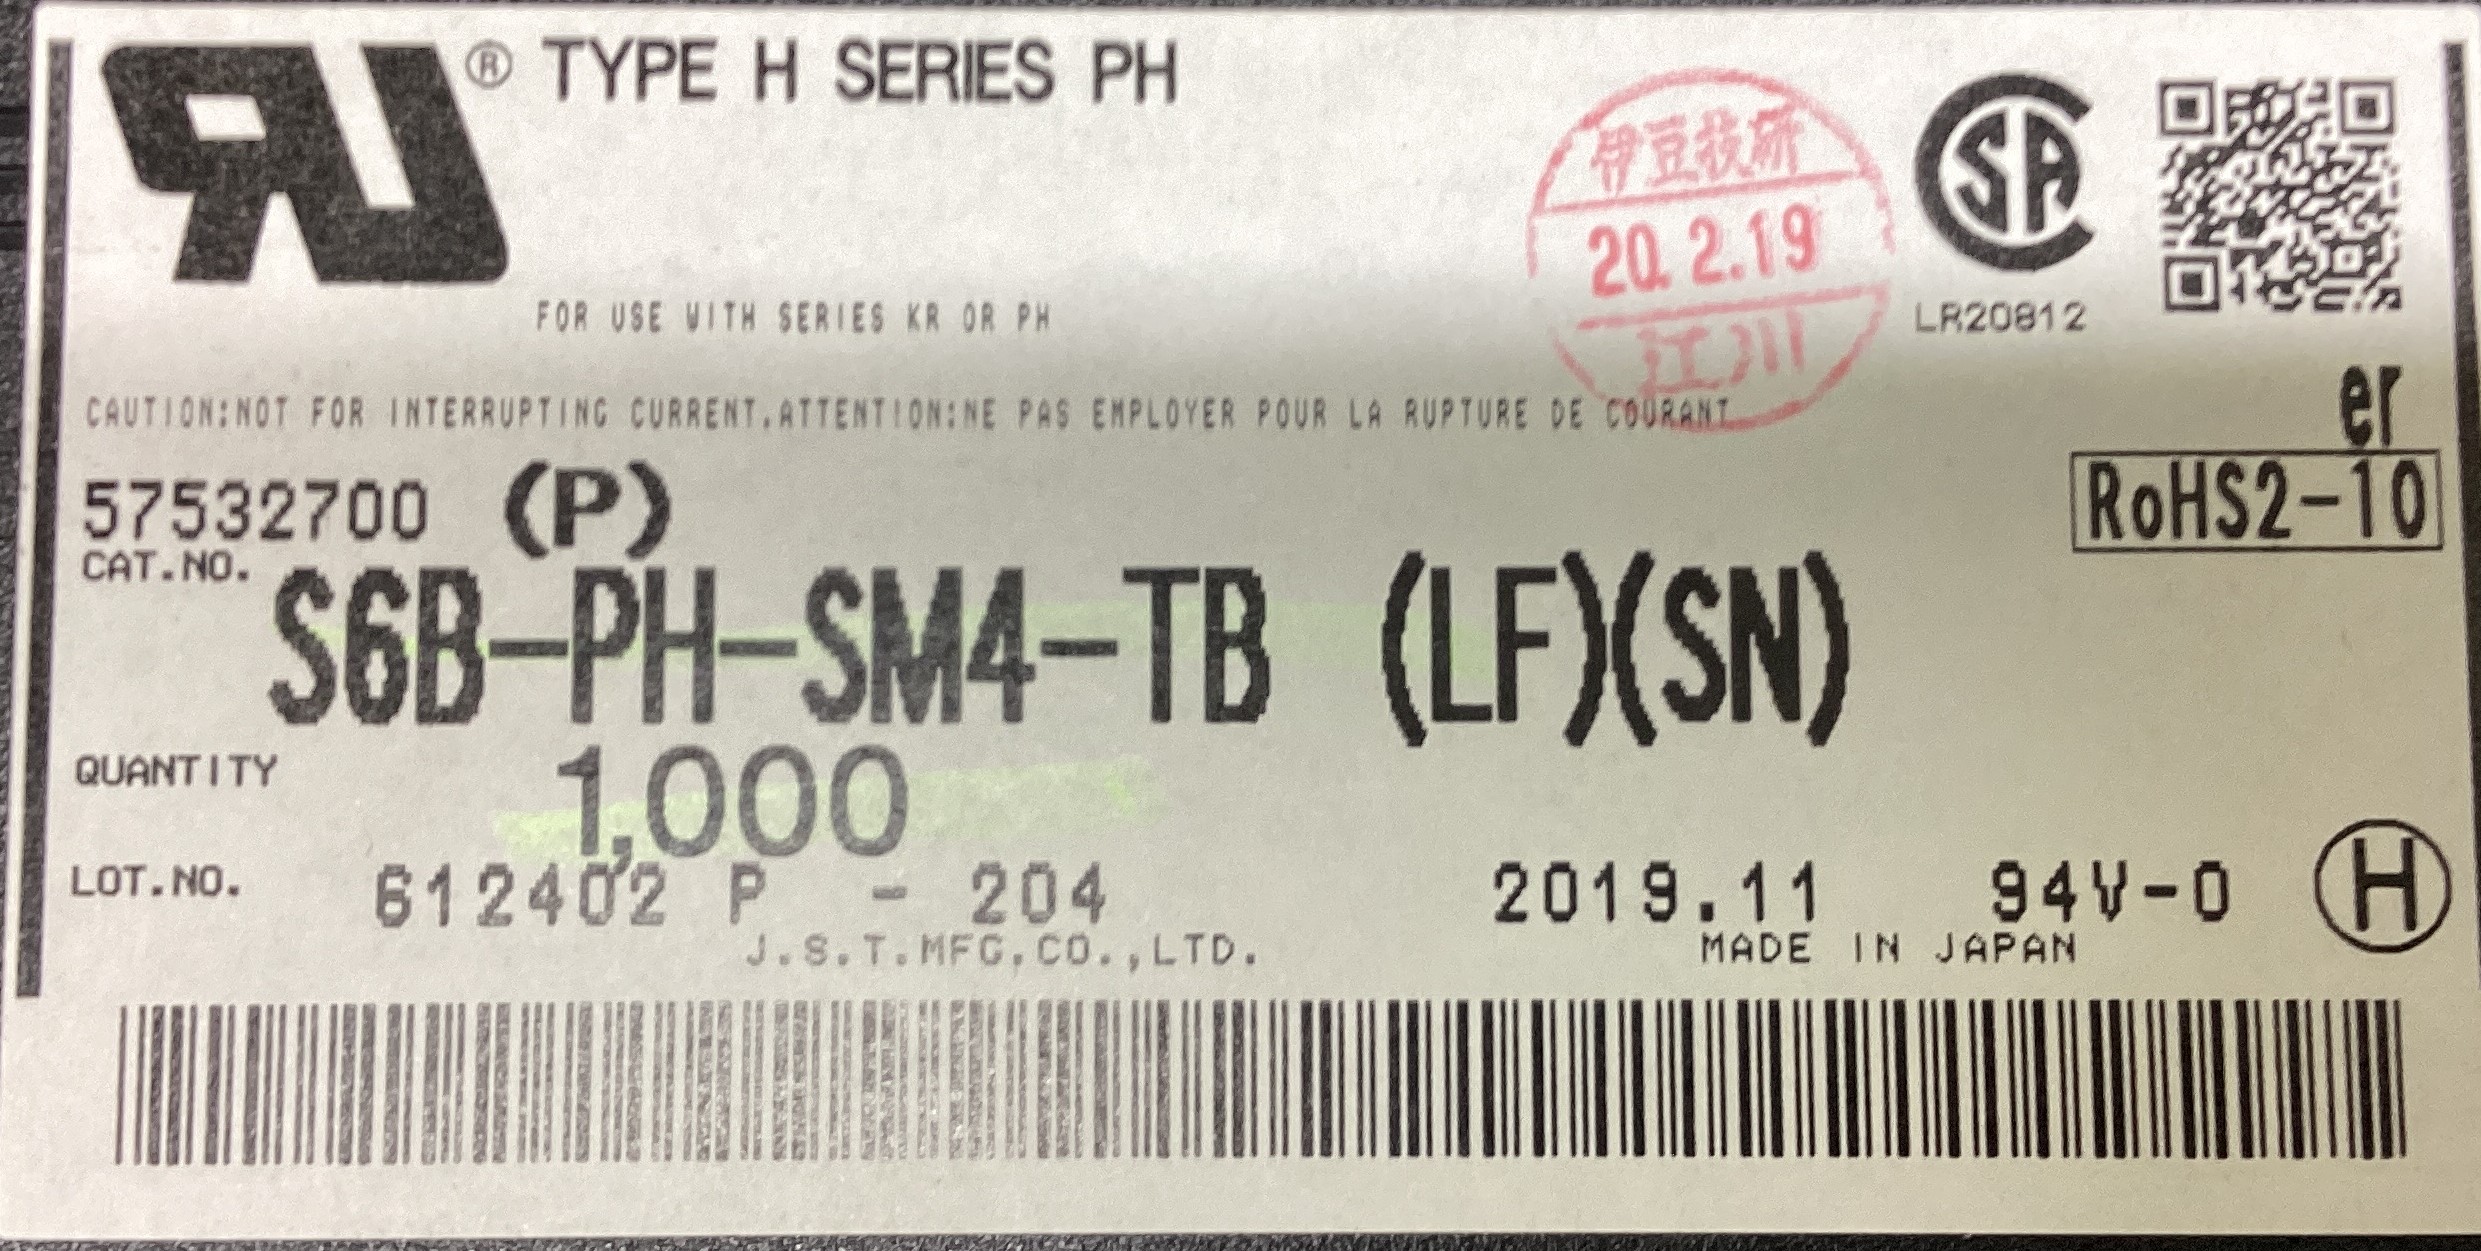 ® TYPE H SERIES PH
伊豆技研
20.2.19
江川
FOR USE WITH SERIES KR OR PH
LR20812
CAUTION:NOT FOR INTERRUPTING CURRENT.ATTENTION:NE PAS EMPLOYER POUR LA RUPTURE DE COURANT
er
57532700 (P)
RoHS2-10
CAT.NO.
S6B-PH-SM4-TB (LF)(SN)
QUANTITY 1,000
LOT.NO. 612402 P - 204 2019.11 94V-0 H
J.S.T.MFG.CO.,LTD. MADE IN JAPAN